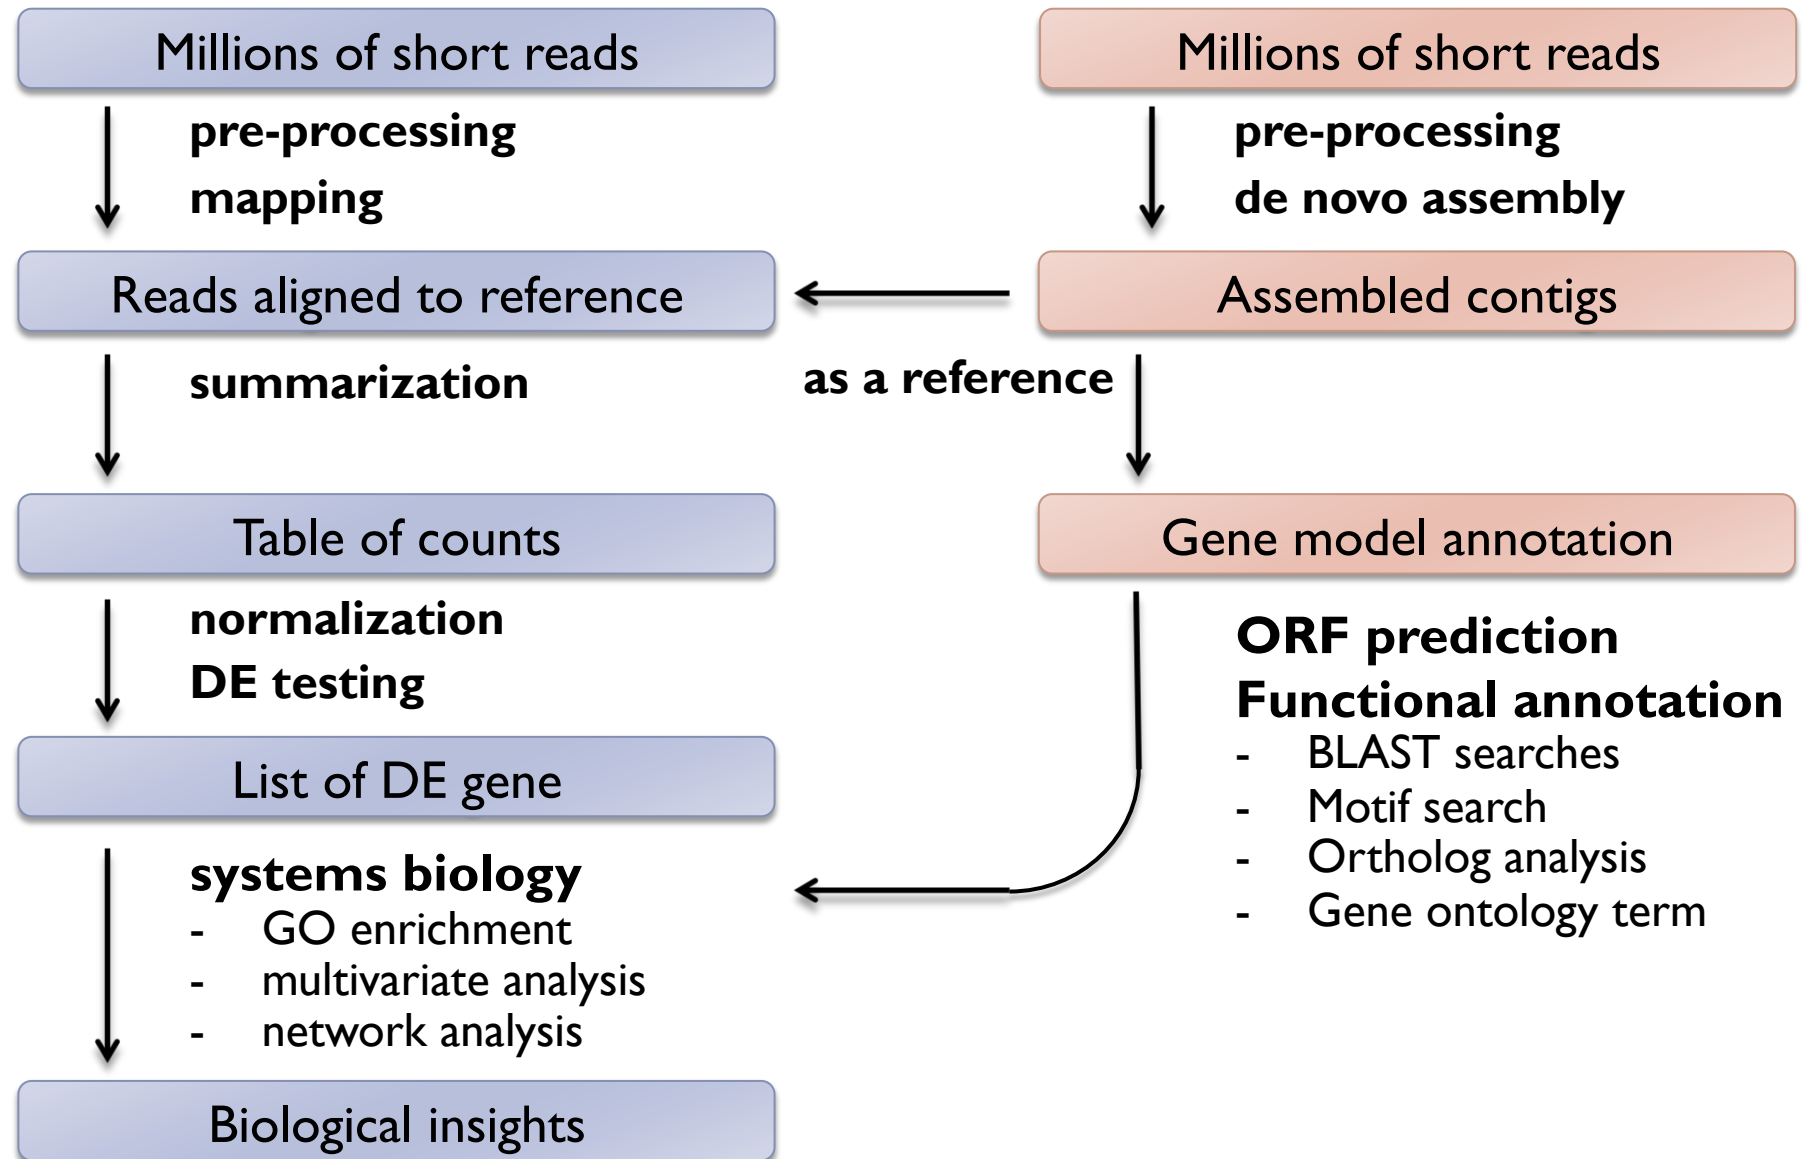 Millions of short reads
pre-processing
mapping
Reads aligned to reference
summarization
Table of counts
normalization
DE testing
List of DE gene
systems biology
- GO enrichment
- multivariate analysis
- network analysis
Biological insights
Millions of short reads
pre-processing
de novo assembly
Assembled contigs
as a reference
Gene model annotation
ORF prediction
Functional annotation
- BLAST searches
- Motif search
- Ortholog analysis
- Gene ontology term